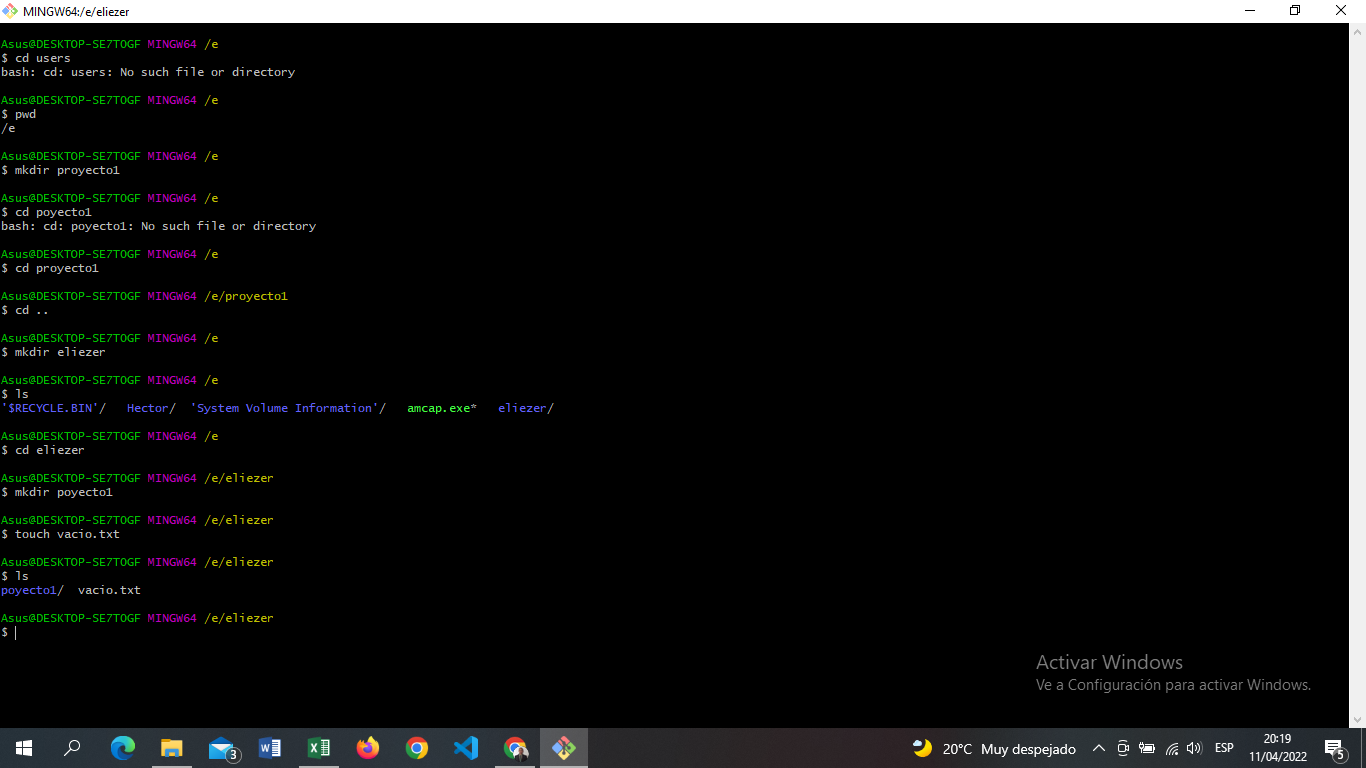 MINGW64:/e/eliezer
Asus@DESKTOP-SE7TOGF MINGW64 /e
$ cd users
bash: cd: users: No such file or directory
Asus@DESKTOP-SE7TOGF MINGW64 /e
$ pwd
/e
Asus@DESKTOP-SE7TOGF MINGW64 /e
$ mkdir proyecto1
Asus@DESKTOP-SE7TOGF MINGW64 /e
$ cd poyecto1
bash: cd: poyecto1: No such file or directory
Asus@DESKTOP-SE7TOGF MINGW64 /e
$ cd proyecto1
Asus@DESKTOP-SE7TOGF MINGW64 /e/proyecto1
$ cd ..
Asus@DESKTOP-SE7TOGF MINGW64 /e
$ mkdir eliezer
Asus@DESKTOP-SE7TOGF MINGW64 /e
$ ls
'$RECYCLE.BIN'/   Hector/  'System Volume Information'/   amcap.exe*   eliezer/
Asus@DESKTOP-SE7TOGF MINGW64 /e
$ cd eliezer
Asus@DESKTOP-SE7TOGF MINGW64 /e/eliezer
$ mkdir poyecto1
Asus@DESKTOP-SE7TOGF MINGW64 /e/eliezer
$ touch vacio.txt
Asus@DESKTOP-SE7TOGF MINGW64 /e/eliezer
$ ls
poyecto1/  vacio.txt
Asus@DESKTOP-SE7TOGF MINGW64 /e/eliezer
$
Activar Windows
Ve a Configuración para activar Windows.
3
20°C Muy despejado
ESP
20:19
11/04/2022
5